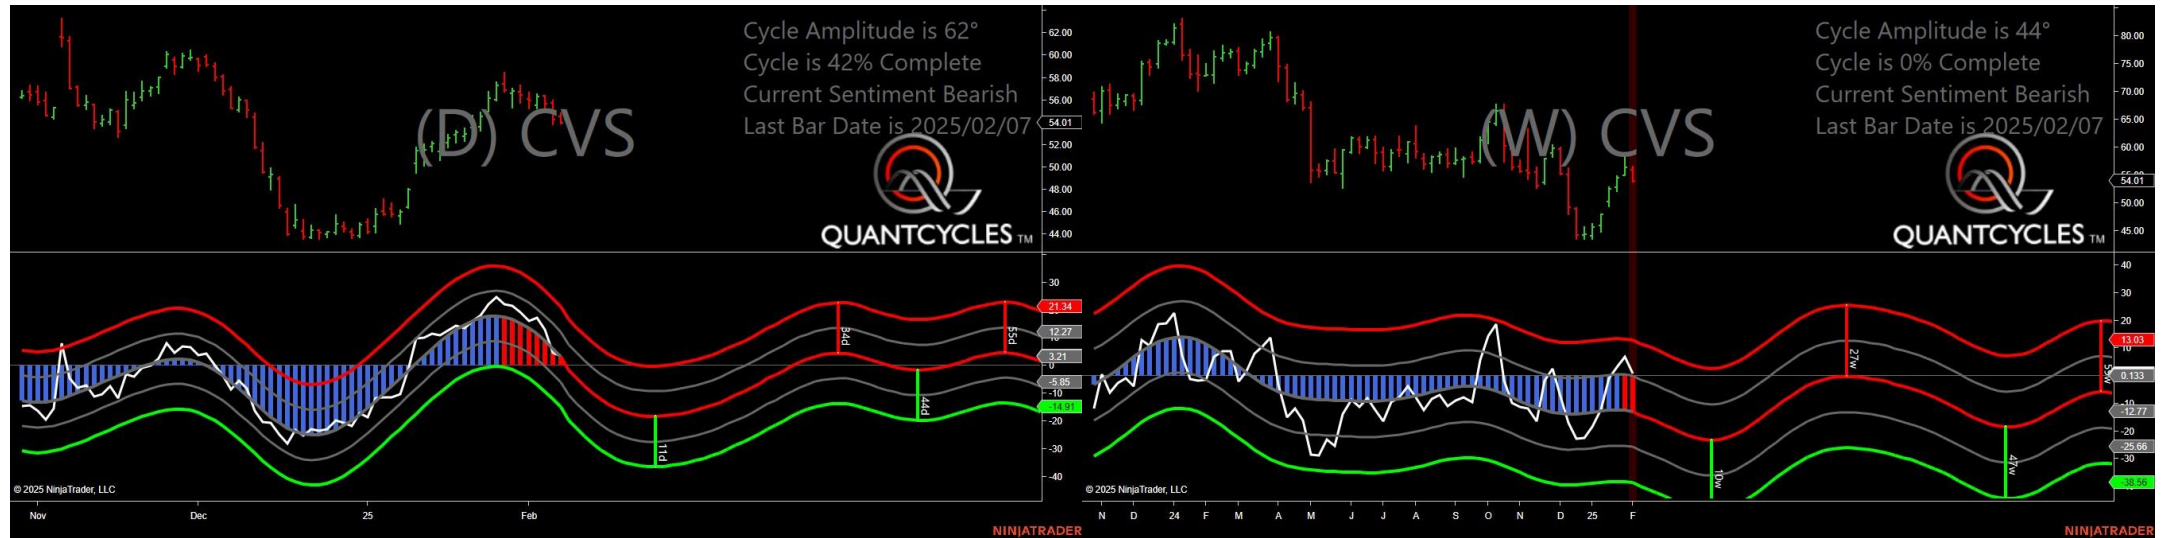 Cycle Amplitude is 62°
Cycle is 42% Complete
Current Sentiment Bearish
Last Bar Date is 2025/02/07
(D) CVS
QUANTCYCLES TM
62.00
60.00
58.00
56.00
54.01
52.00
50.00
48.00
46.00
44.00
30
21.34
12.27
3.21
0
-5.85
-10
-14.91
-20
-30
-40
34d
55d
44d
11d
© 2025 NinjaTrader, LLC
Nov
Dec
25
Feb
NINJATRADER
Cycle Amplitude is 44°
Cycle is 0% Complete
Current Sentiment Bearish
Last Bar Date is 2025/02/07
(W) CVS
QUANTCYCLES TM
80.00
75.00
70.00
65.00
60.00
54.01
50.00
45.00
40
30
20
13.03
10
0.133
-10
-12.77
-20
-25.66
-30
-38.56
27w
47w
10w
© 2025 NinjaTrader, LLC
N
D
24
F
M
A
M
J
J
A
S
O
N
D
25
F
NINJATRADER